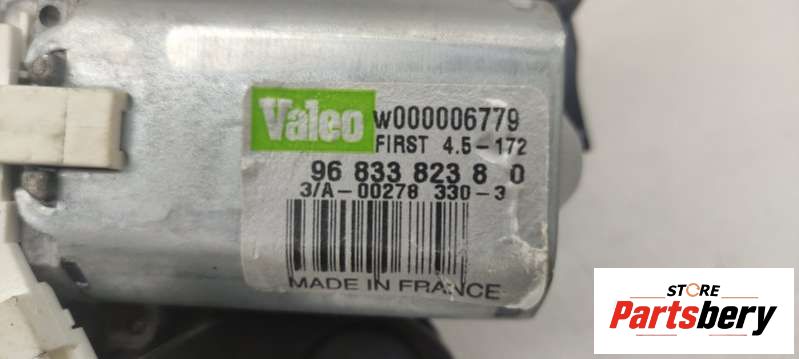 Valeo
W000006779
FIRST 4.5-172
96 833 823 8 0
3/A-00278 330-3
MADE IN FRANCE
STORE
Partsbery